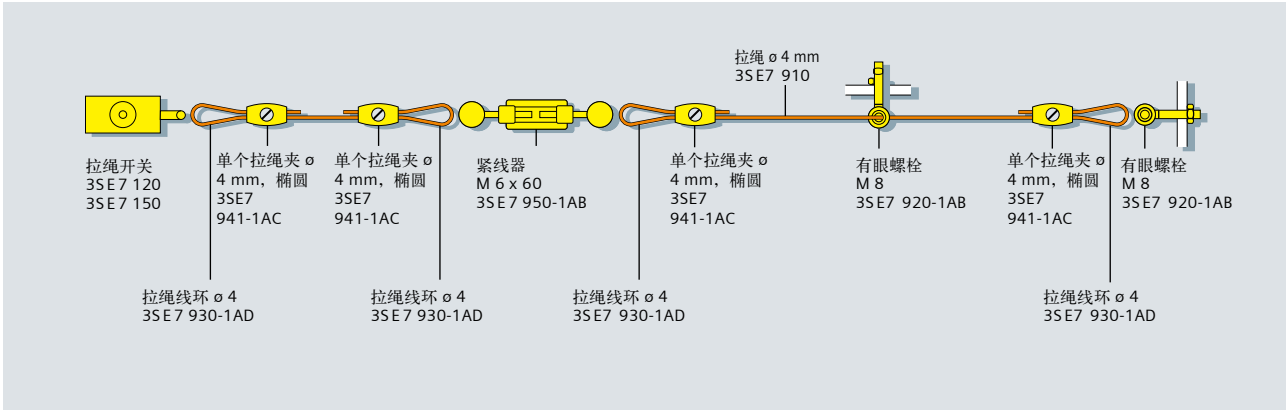 拉绳 ø 4 mm
3SE7 910
拉绳开关
3SE7 120
3SE7 150
单个拉绳夹 ø
4 mm，椭圆
3SE7
941-1AC
单个拉绳夹 ø
4 mm，椭圆
3SE7
941-1AC
紧线器
M 6 x 60
3SE7 950-1AB
单个拉绳夹 ø
4 mm，椭圆
3SE7
941-1AC
有眼螺栓
M 8
3SE7 920-1AB
单个拉绳夹 ø
4 mm，椭圆
3SE7
941-1AC
有眼螺栓
M 8
3SE7 920-1AB
拉绳线环 ø 4
3SE7 930-1AD
拉绳线环 ø 4
3SE7 930-1AD
拉绳线环 ø 4
3SE7 930-1AD
拉绳线环 ø 4
3SE7 930-1AD